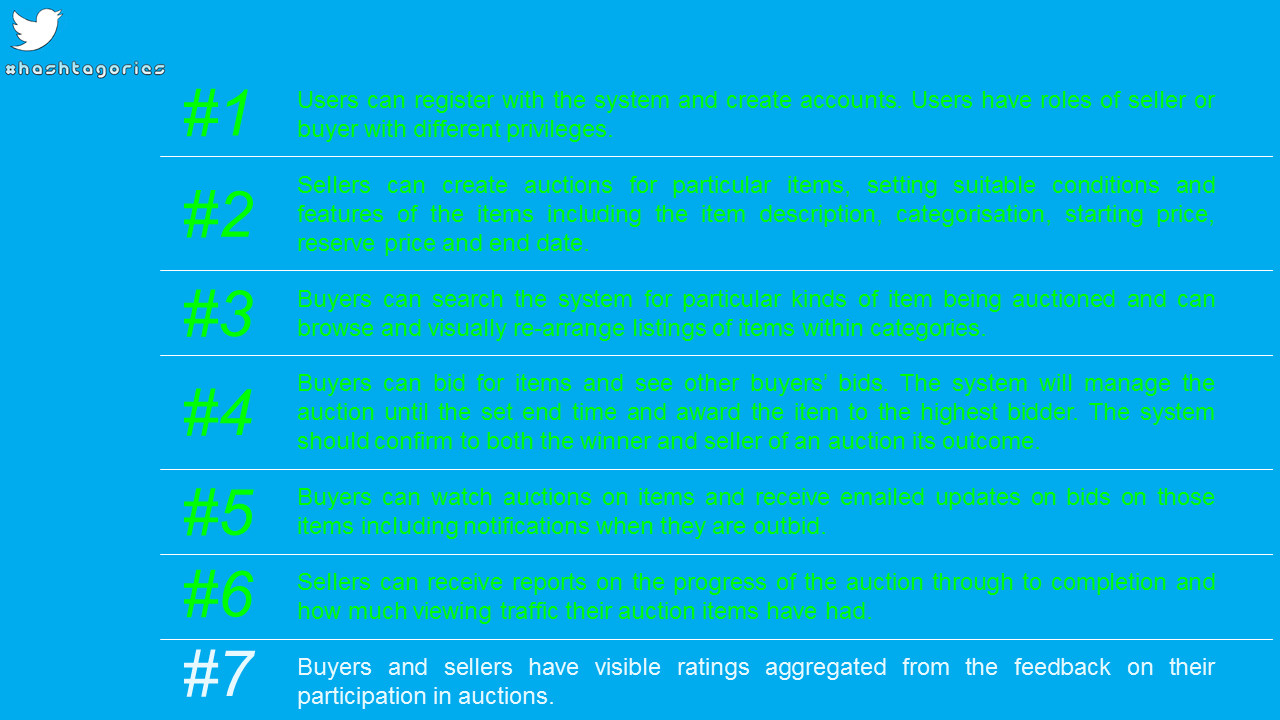 #hashtagories
#1
Users can register with the system and create accounts. Users have roles of seller or
buyer with different privileges.
#2
Sellers can create auctions for particular items, setting suitable conditions and
features of the items including the item description, categorisation, starting price,
reserve price and end date.
#3
Buyers can search the system for particular kinds of item being auctioned and can
browse and visually re-arrange listings of items within categories.
#4
Buyers can bid for items and see other buyers' bids. The system will manage the
auction until the set end time and award the item to the highest bidder. The system
should confirm to both the winner and seller of an auction its outcome.
#5
Buyers can watch auctions on items and receive emailed updates on bids on those
items including notifications when they are outbid.
#6
Sellers can receive reports on the progress of the auction through to completion and
how much viewing traffic their auction items have had.
#7
Buyers and sellers have visible ratings aggregated from the feedback on their
participation in auctions.